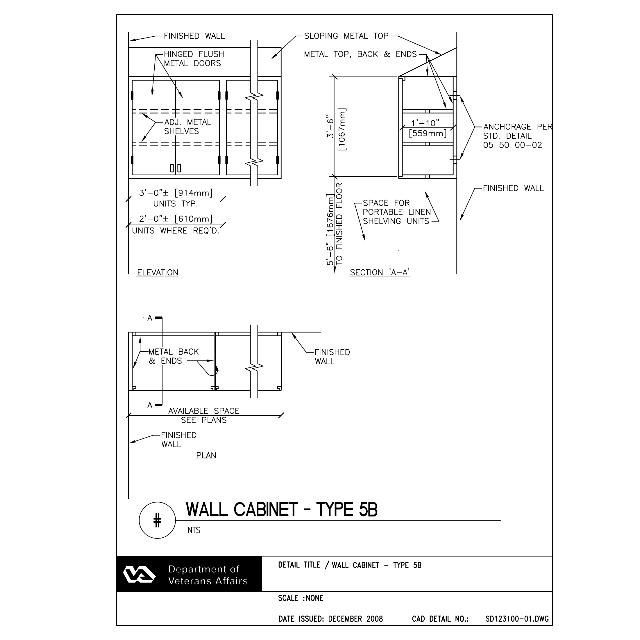 FINISHED WALL
SLOPING METAL TOP
HINGED FLUSH
METAL DOORS
METAL TOP, BACK & ENDS
ADJ. METAL
SHELVES
3'-6"
[1067mm]
1'-10"
[559mm]
ANCHORAGE PER
STD. DETAIL
05 50 00-02
3'-0"± [914mm]
UNITS TYP.
2'-0"± [610mm]
UNITS WHERE REQ'D.
5'-6" [1676mm]
TO FINISHED FLOOR
SPACE FOR
PORTABLE LINEN
SHELVING UNITS
FINISHED WALL
ELEVATION
SECTION 'A-A'
A
METAL BACK
& ENDS
FINISHED
WALL
A
AVAILABLE SPACE
SEE PLANS
FINISHED
WALL
PLAN
#
WALL CABINET - TYPE 5B
NTS
VA
Department of
Veterans Affairs
DETAIL TITLE / WALL CABINET - TYPE 5B
SCALE :NONE
DATE ISSUED: DECEMBER 2008
CAD DETAIL NO.: SD123100-01.DWG